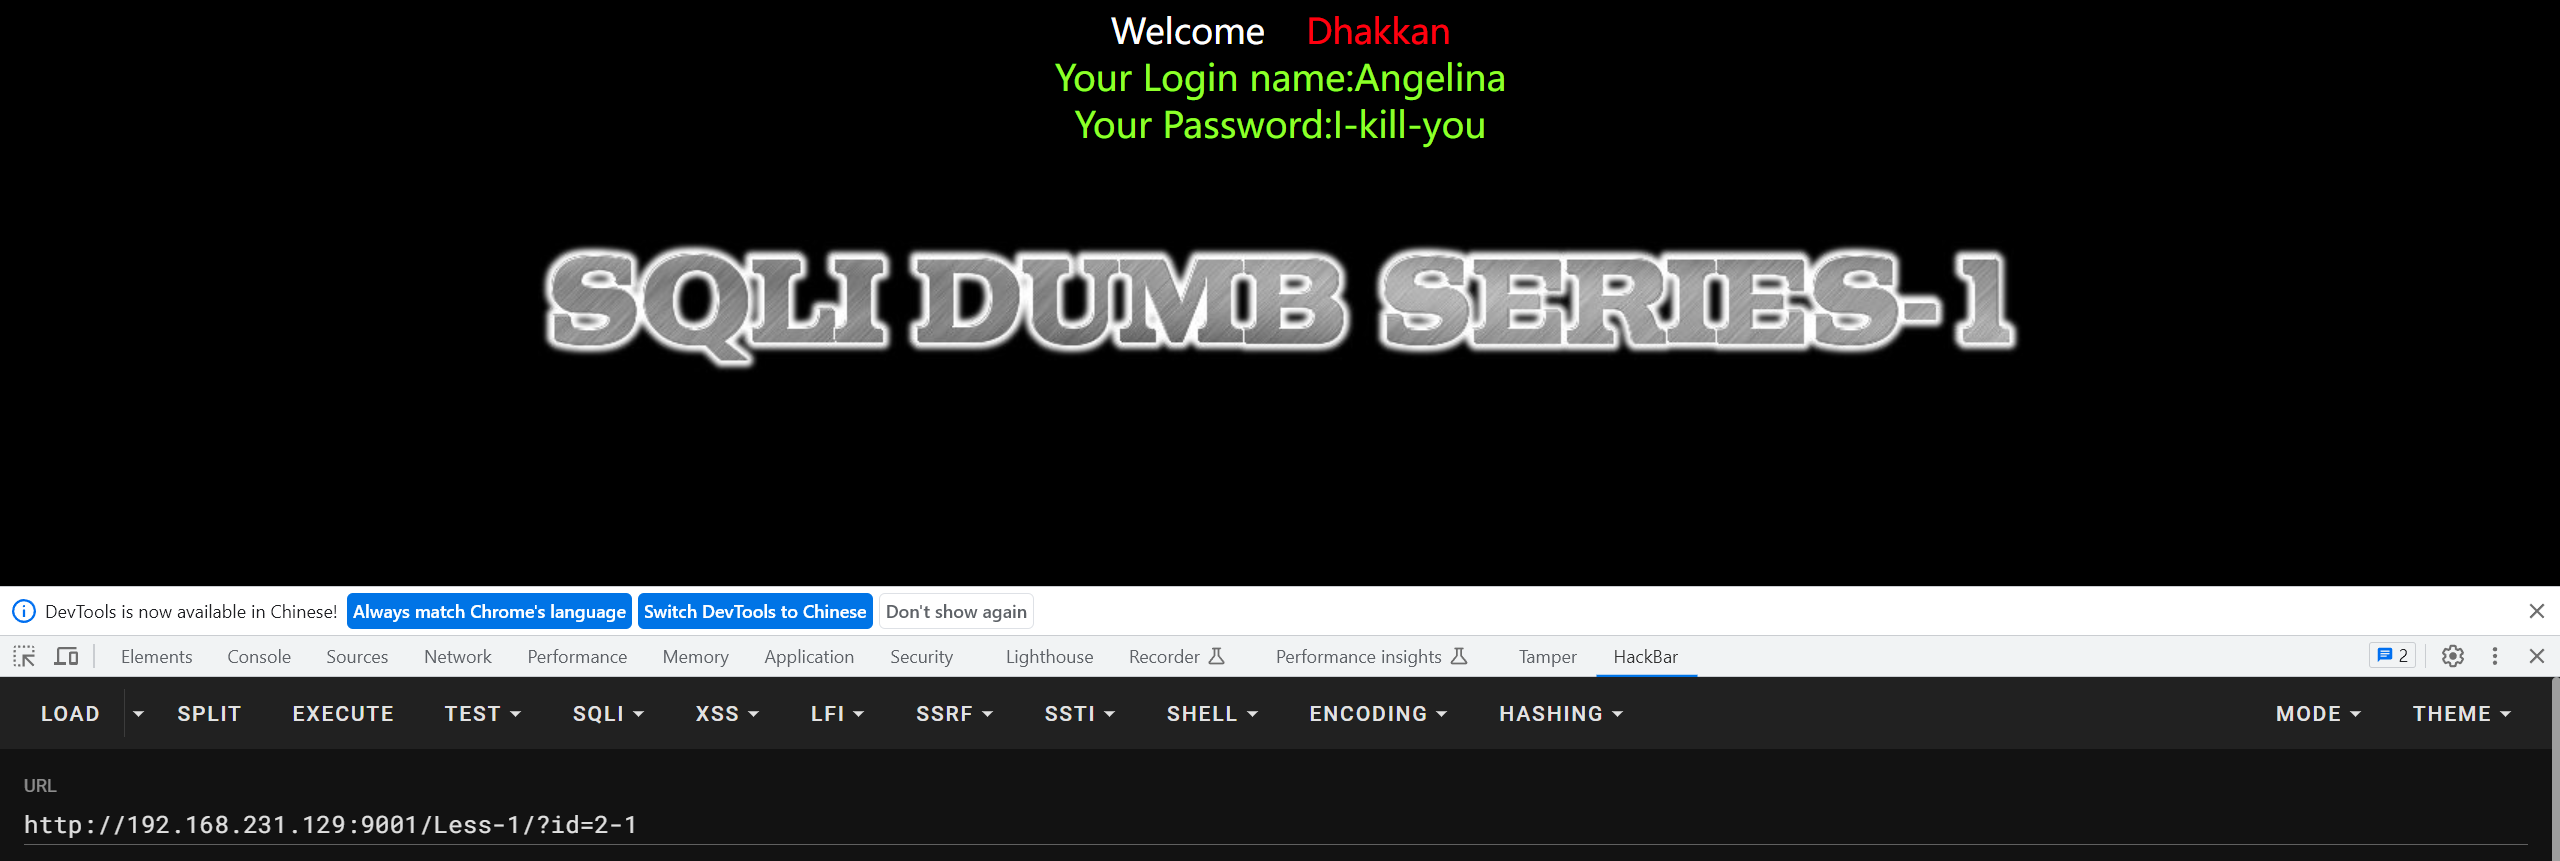 Welcome Dhakkan
Your Login name:Angelina
Your Password:I-kill-you
SQLI DUMB SERIES-1
DevTools is now available in Chinese! Always match Chrome's language Switch DevTools to Chinese Don't show again
Elements Console Sources Network Performance Memory Application Security Lighthouse Recorder Performance insights Tamper HackBar 2
LOAD SPLIT EXECUTE TEST SQLI XSS LFI SSRF SSTI SHELL ENCODING HASHING MODE THEME
URL
http://192.168.231.129:9001/Less-1/?id=2-1